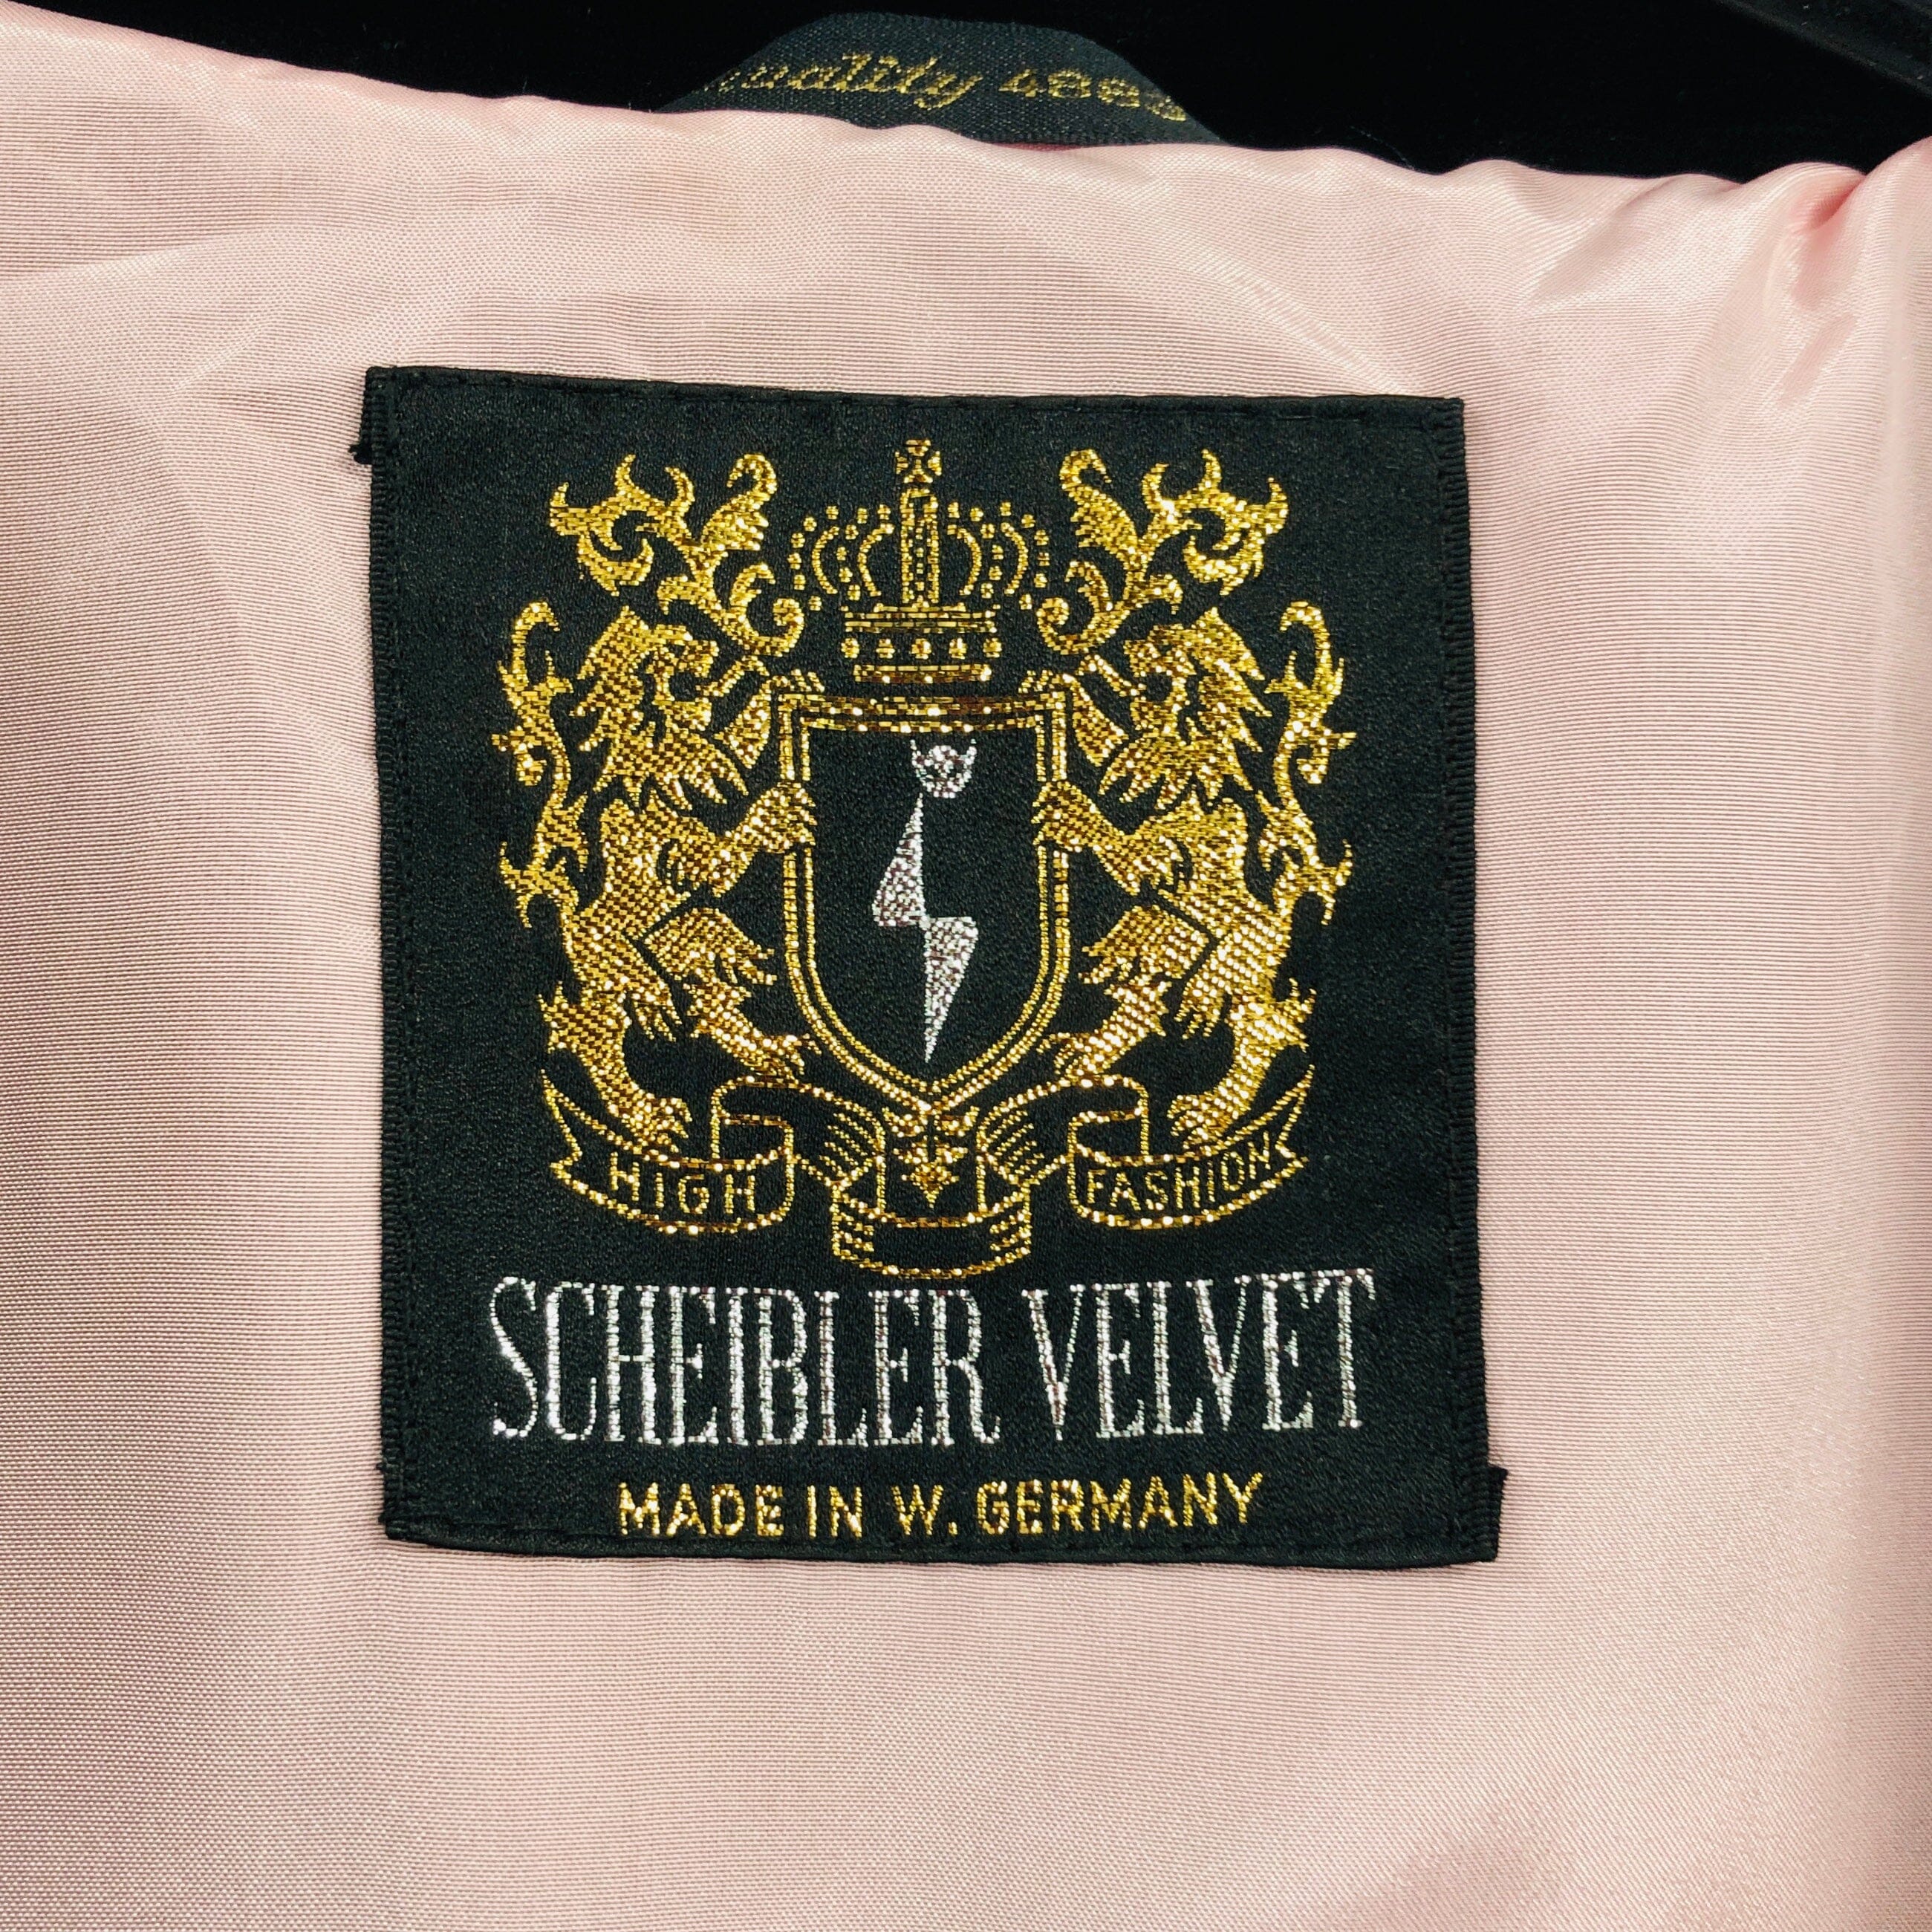 HIGH FASHION
SCHEIBLER VELVET
MADE IN W. GERMANY